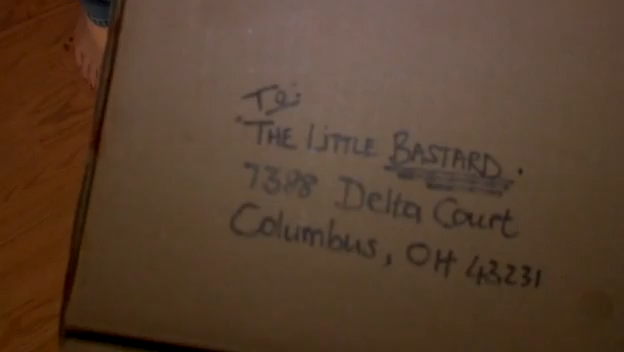 To:
"THE LiTTLE BASTARD.
7388 Delta Court
Columbus, OH 43231